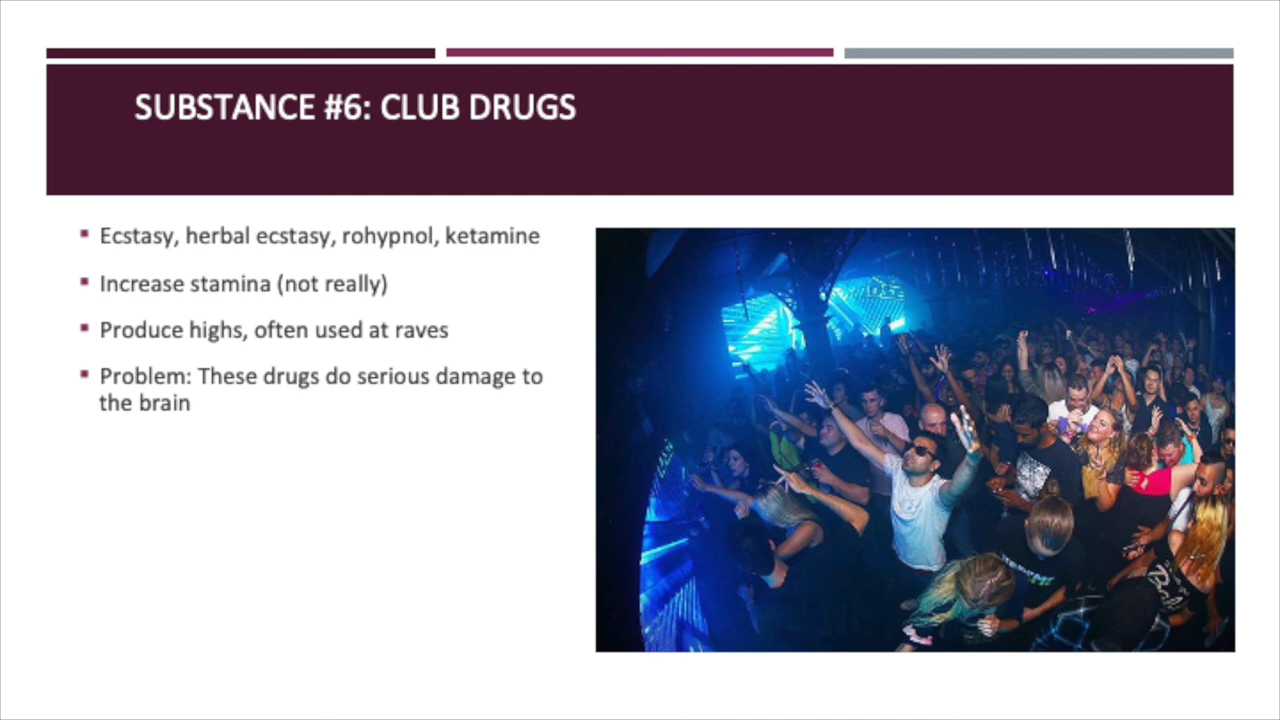 SUBSTANCE #6: CLUB DRUGS
Ecstasy, herbal ecstasy, rohypnol, ketamine
Increase stamina (not really)
Produce highs, often used at raves
Problem: These drugs do serious damage to
the brain